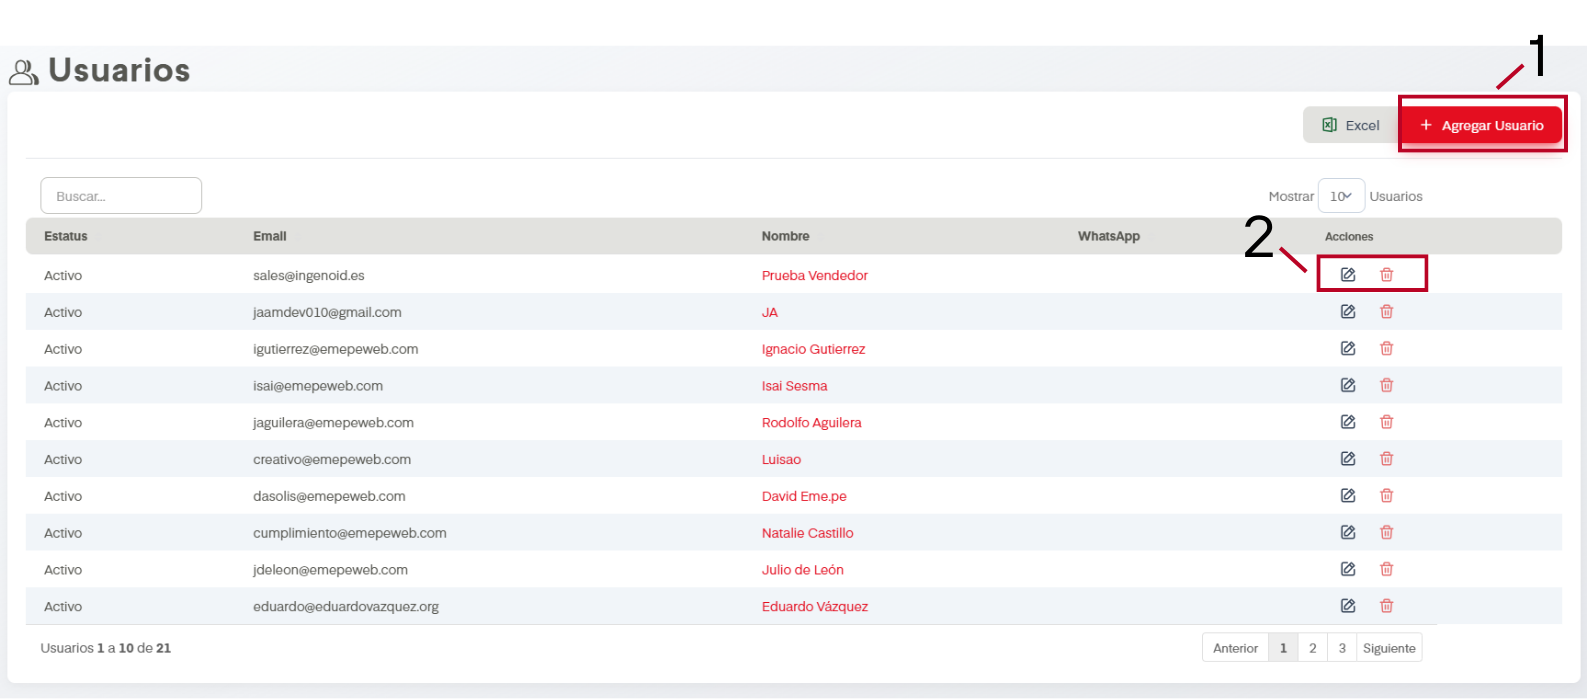 1
Usuarios
Excel
+ Agregar Usuario
Buscar...
Mostrar 10 Usuarios
2
Estatus Email Nombre WhatsApp Acciones
Activo sales@ingenoid.es Prueba Vendedor
Activo jaamdev010@gmail.com JA
Activo igutierrez@emepeweb.com Ignacio Gutierrez
Activo isai@emepeweb.com Isai Sesma
Activo jaguilera@emepeweb.com Rodolfo Aguilera
Activo creativo@emepeweb.com Luisao
Activo dasolis@emepeweb.com David Eme.pe
Activo cumplimiento@emepeweb.com Natalie Castillo
Activo jdeleon@emepeweb.com Julio de León
Activo eduardo@eduardovazquez.org Eduardo Vázquez
Usuarios 1 a 10 de 21
Anterior 1 2 3 Siguiente